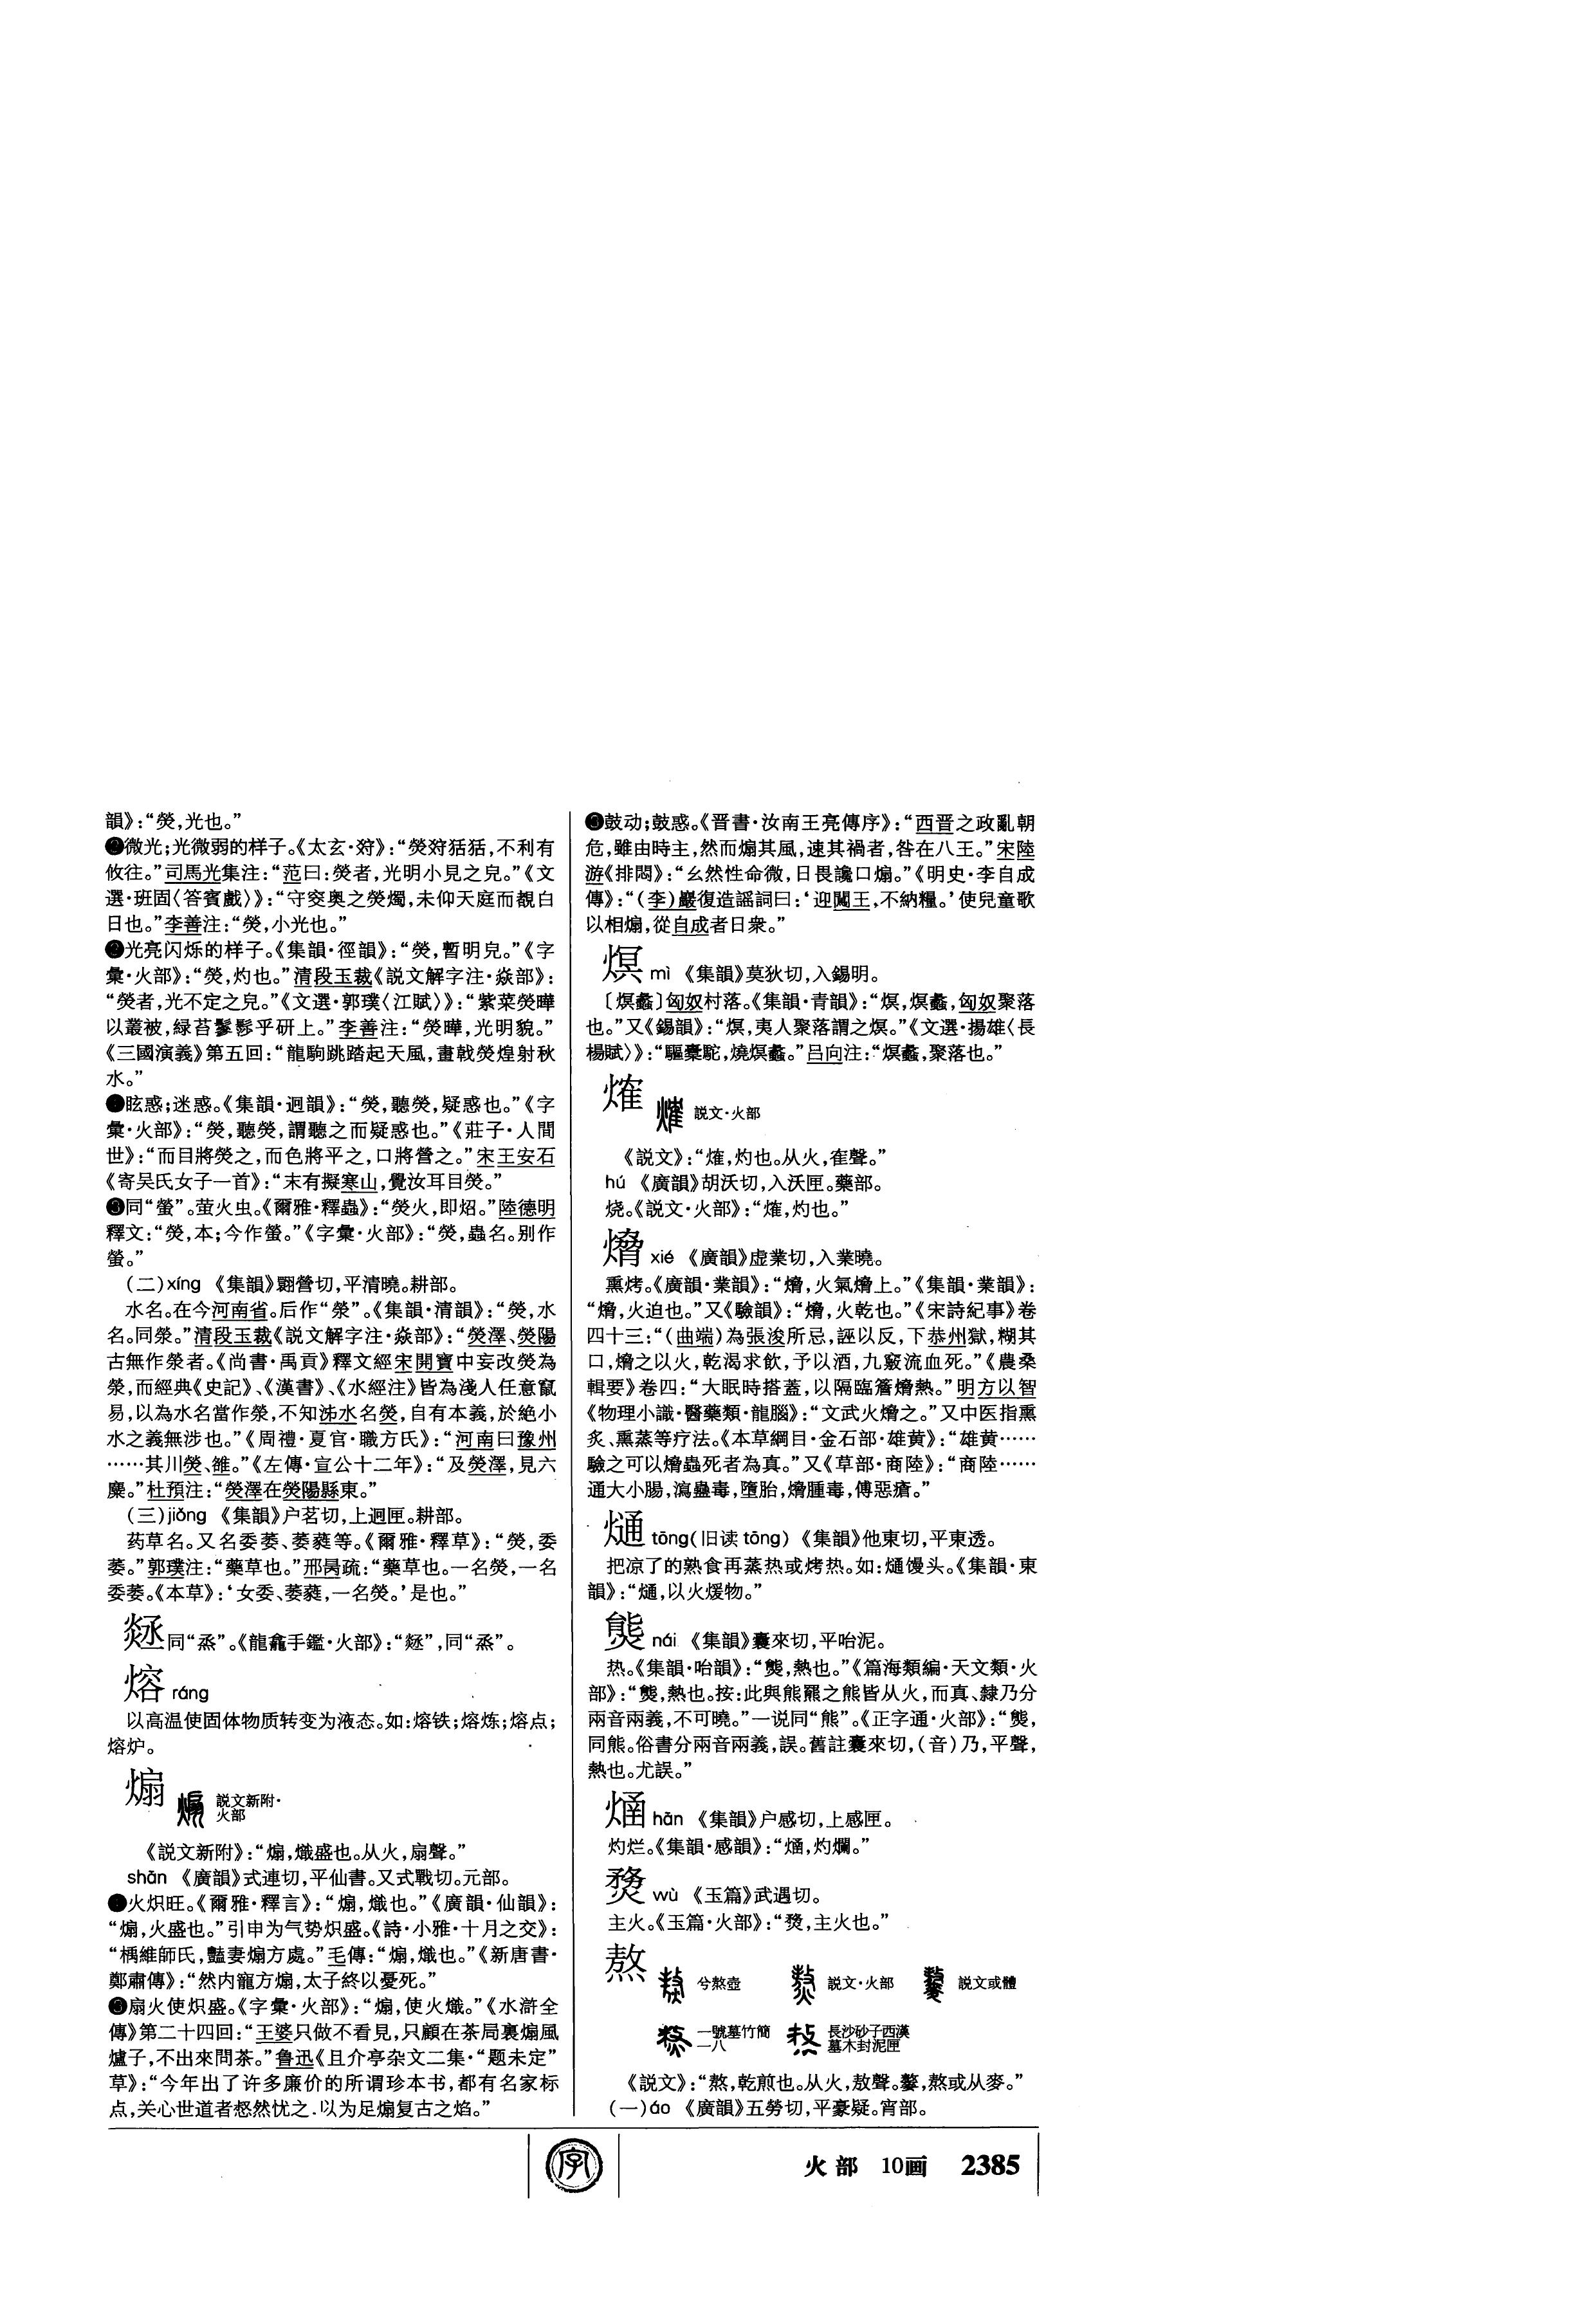 韻》：“熒，光也。”
❷微光；光微弱的样子。《太玄·䍩》：“熒狧狧，不利有
攸往。”司馬光集注：“范曰：熒者，光明小見之皃。”《文
選·班固〈答賓戲〉》：“守突奥之熒燭，未仰天庭而覩白
日也。”李善注：“熒，小光也。”
光亮闪烁的样子。《集韻·徑韻》：“熒，暫明皃。”《字
彙·火部》：“熒，灼也。”清段玉裁《説文解字注·焱部》：
“熒者，光不定之皃。”《文選·郭璞〈江賦〉》：“紫菜熒曄
以叢被，緑苔鬖髿乎研上。”李善注：“熒曄，光明貌。”
《三國演義》第五回：“龍駒跳踏起天風，畫戟熒煌射秋
水。”
眩惑；迷惑。《集韻·迥韻》：“熒，聽熒，疑惑也。”《字
彙·火部》：“熒，聽熒，謂聽之而疑惑也。”《莊子·人間
世》：“而目將熒之，而色將平之，口將營之。”宋王安石
《寄吴氏女子一首》：“末有擬寒山，覺汝耳目熒。”
同“螢”。萤火虫。《爾雅·釋蟲》：“熒火，即炤。”陸德明
釋文：“熒，本；今作螢。”《字彙·火部》：“熒，蟲名。别作
螢。”
（二）xíng 《集韻》翾營切，平清曉。耕部。
水名。在今河南省。后作“滎”。《集韻·清韻》：“熒，水
名。同滎。”清段玉裁《説文解字注·焱部》：“熒澤、熒陽
古無作滎者。《尚書·禹貢》釋文經宋開寶中妄改熒為
滎，而經典《史記》、《漢書》、《水經注》皆為淺人任意竄
易，以為水名當作滎，不知泲水名熒，自有本義，於絶小
水之義無涉也。”《周禮·夏官·職方氏》：“河南曰豫州
……其川熒、雒。”《左傳·宣公十二年》：“及熒澤，見六
麋。”杜預注：“熒澤在熒陽縣東。”
（三）jiǒng 《集韻》户茗切，上迥匣。耕部。
药草名。又名委萎、萎蕤等。《爾雅·釋草》：“熒，委
萎。”郭璞注：“藥草也。”邢昺疏：“藥草也。一名熒，一名
委萎。《本草》：‘女委、萎蕤，一名熒。’是也。”
同“烝”。《龍龕手鑑·火部》：同“烝”。
熔 ráng
以高温使固体物质转变为液态。如：熔铁；熔炼；熔点；
熔炉。
煽 説文新附·
火部
《説文新附》：“煽，熾盛也。从火，扇聲。”
shān 《廣韻》式連切，平仙書。又式戰切。元部。
❶火炽旺。《爾雅·釋言》：“煽，熾也。”《廣韻·仙韻》：
“煽，火盛也。”引申为气势炽盛。《詩·小雅·十月之交》：
“楀維師氏，豔妻煽方處。”毛傳：“煽，熾也。”《新唐書·
鄭肅傳》：“然内寵方煽，太子終以憂死。”
扇火使炽盛。《字彙·火部》：“煽，使火熾。”《水滸全
傳》第二十四回：“王婆只做不看見，只顧在茶局裏煽風
爐子，不出來問茶。”鲁迅《且介亭杂文二集·“题未定”
草》：“今年出了许多廉价的所谓珍本书，都有名家标
点，关心世道者惄然忧之．以为足煽复古之焰。”
❸鼓动；鼓惑。《晋書·汝南王亮傳序》：“西晋之政亂朝
危，雖由時主，然而煽其風，速其禍者，咎在八王。”宋陸
游《排悶》：“幺然性命微，日畏讒口煽。”《明史·李自成
傳》：“（李）巖復造謡詞曰：‘迎闖王，不納糧。’使兒童歌
以相煽，從自成者日衆。”
塓 mì 《集韻》莫狄切，入錫明。
〔熐蠡〕匈奴村落。《集韻·青韻》：“熐，熐蠡，匈奴聚落
也。”又《錫韻》：“熐，夷人聚落謂之熐。”《文選·揚雄〈長
楊賦〉》：“驅橐駝，燒熐蠡。”吕向注：“熐蠡，聚落也。”
㷶 説文·火部
《説文》：“㷶，灼也。从火，隺聲。”
hú 《廣韻》胡沃切，入沃匣。藥部。
烧。《説文·火部》：“㷶，灼也。”
熁 xié 《廣韻》虚業切，入業曉。
熏烤。《廣韻·業韻》：“熁，火氣熁上。”《集韻·業韻》：
“熁，火迫也。”又《驗韻》：“熁，火乾也。”《宋詩紀事》卷
四十三：“（曲端）為張浚所忌，誣以反，下恭州獄，糊其
口，熁之以火，乾渴求飲，予以酒，九竅流血死。”《農桑
輯要》卷四：“大眠時搭蓋，以隔臨簷熁熱。”明方以智
《物理小識·醫藥類·龍腦》：“文武火熁之。”又中医指熏
炙、熏蒸等疗法。《本草綱目·金石部·雄黄》：“雄黄……
驗之可以熁蟲死者為真。”又《草部·商陸》：“商陸……
通大小腸，瀉蠱毒，墮胎，熁腫毒，傅惡瘡。”
熥 tēng（旧读tōng） 《集韻》他東切，平東透。
把凉了的熟食再蒸热或烤热。如：熥馒头。《集韻·東
韻》：“熥，以火煖物。”
nái 《集韻》囊來切，平咍泥。
热。《集韻·咍韻》：“熱也。”《篇海類編·天文類·火
部》：“熱也。按：此與熊羆之熊皆从火，而真、隸乃分
兩音兩義，不可曉。”一说同“熊”。《正字通·火部》：
同熊。俗書分兩音兩義，誤。舊註囊來切，（音）乃，平聲，
熱也。尤誤。”
hān 《集韻》户感切，上感匣。
灼烂。《集韻·感韻》：“灼爛。”
wù 《玉篇》武遇切。
主火。《玉篇·火部》：“主火也。”
熬 兮熬壺 説文·火部 説文或體
一號墓竹簡
一八 長沙砂子西漢
墓木封泥匣
《説文》：“熬，乾煎也。从火，敖聲。䵅，熬或从麥。”
（一）áo 《廣韻》五勞切，平豪疑。宵部。
字
火部 10画 2385